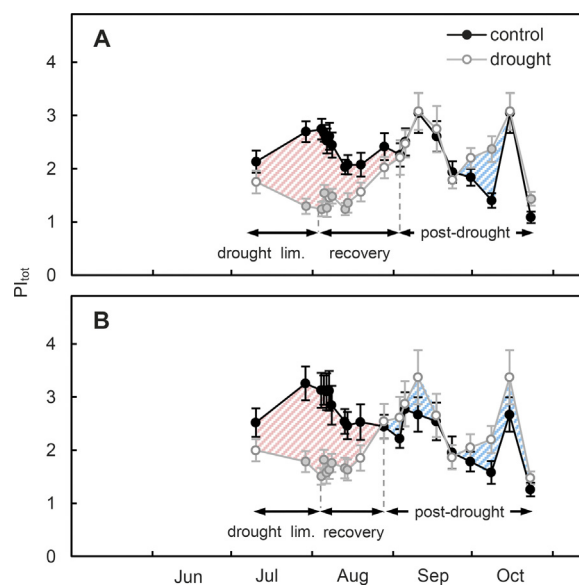 A
control
drought
4
3
2
1
0
drought lim.
recovery
post-drought
PItot
B
4
3
2
1
0
drought lim.
recovery
post-drought
Jun
Jul
Aug
Sep
Oct